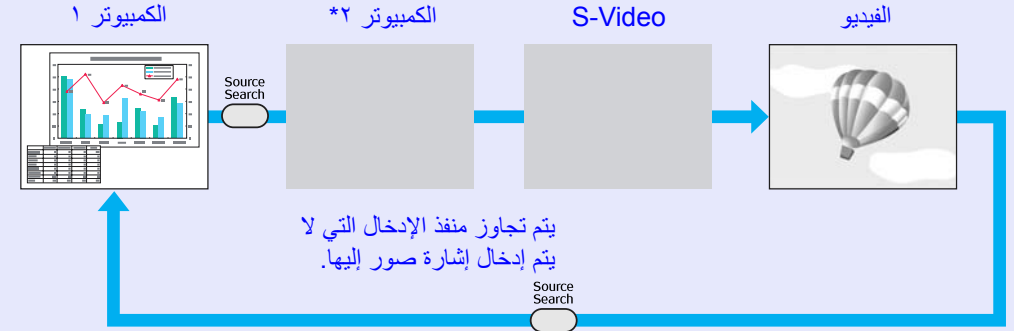 الكمبيوتر ١
الكمبيوتر ٢*
S-Video
الفيديو
Source
Search
يتم تجاوز منفذ الإدخال التي لا
يتم إدخال إشارة صور إليها.
Source
Search